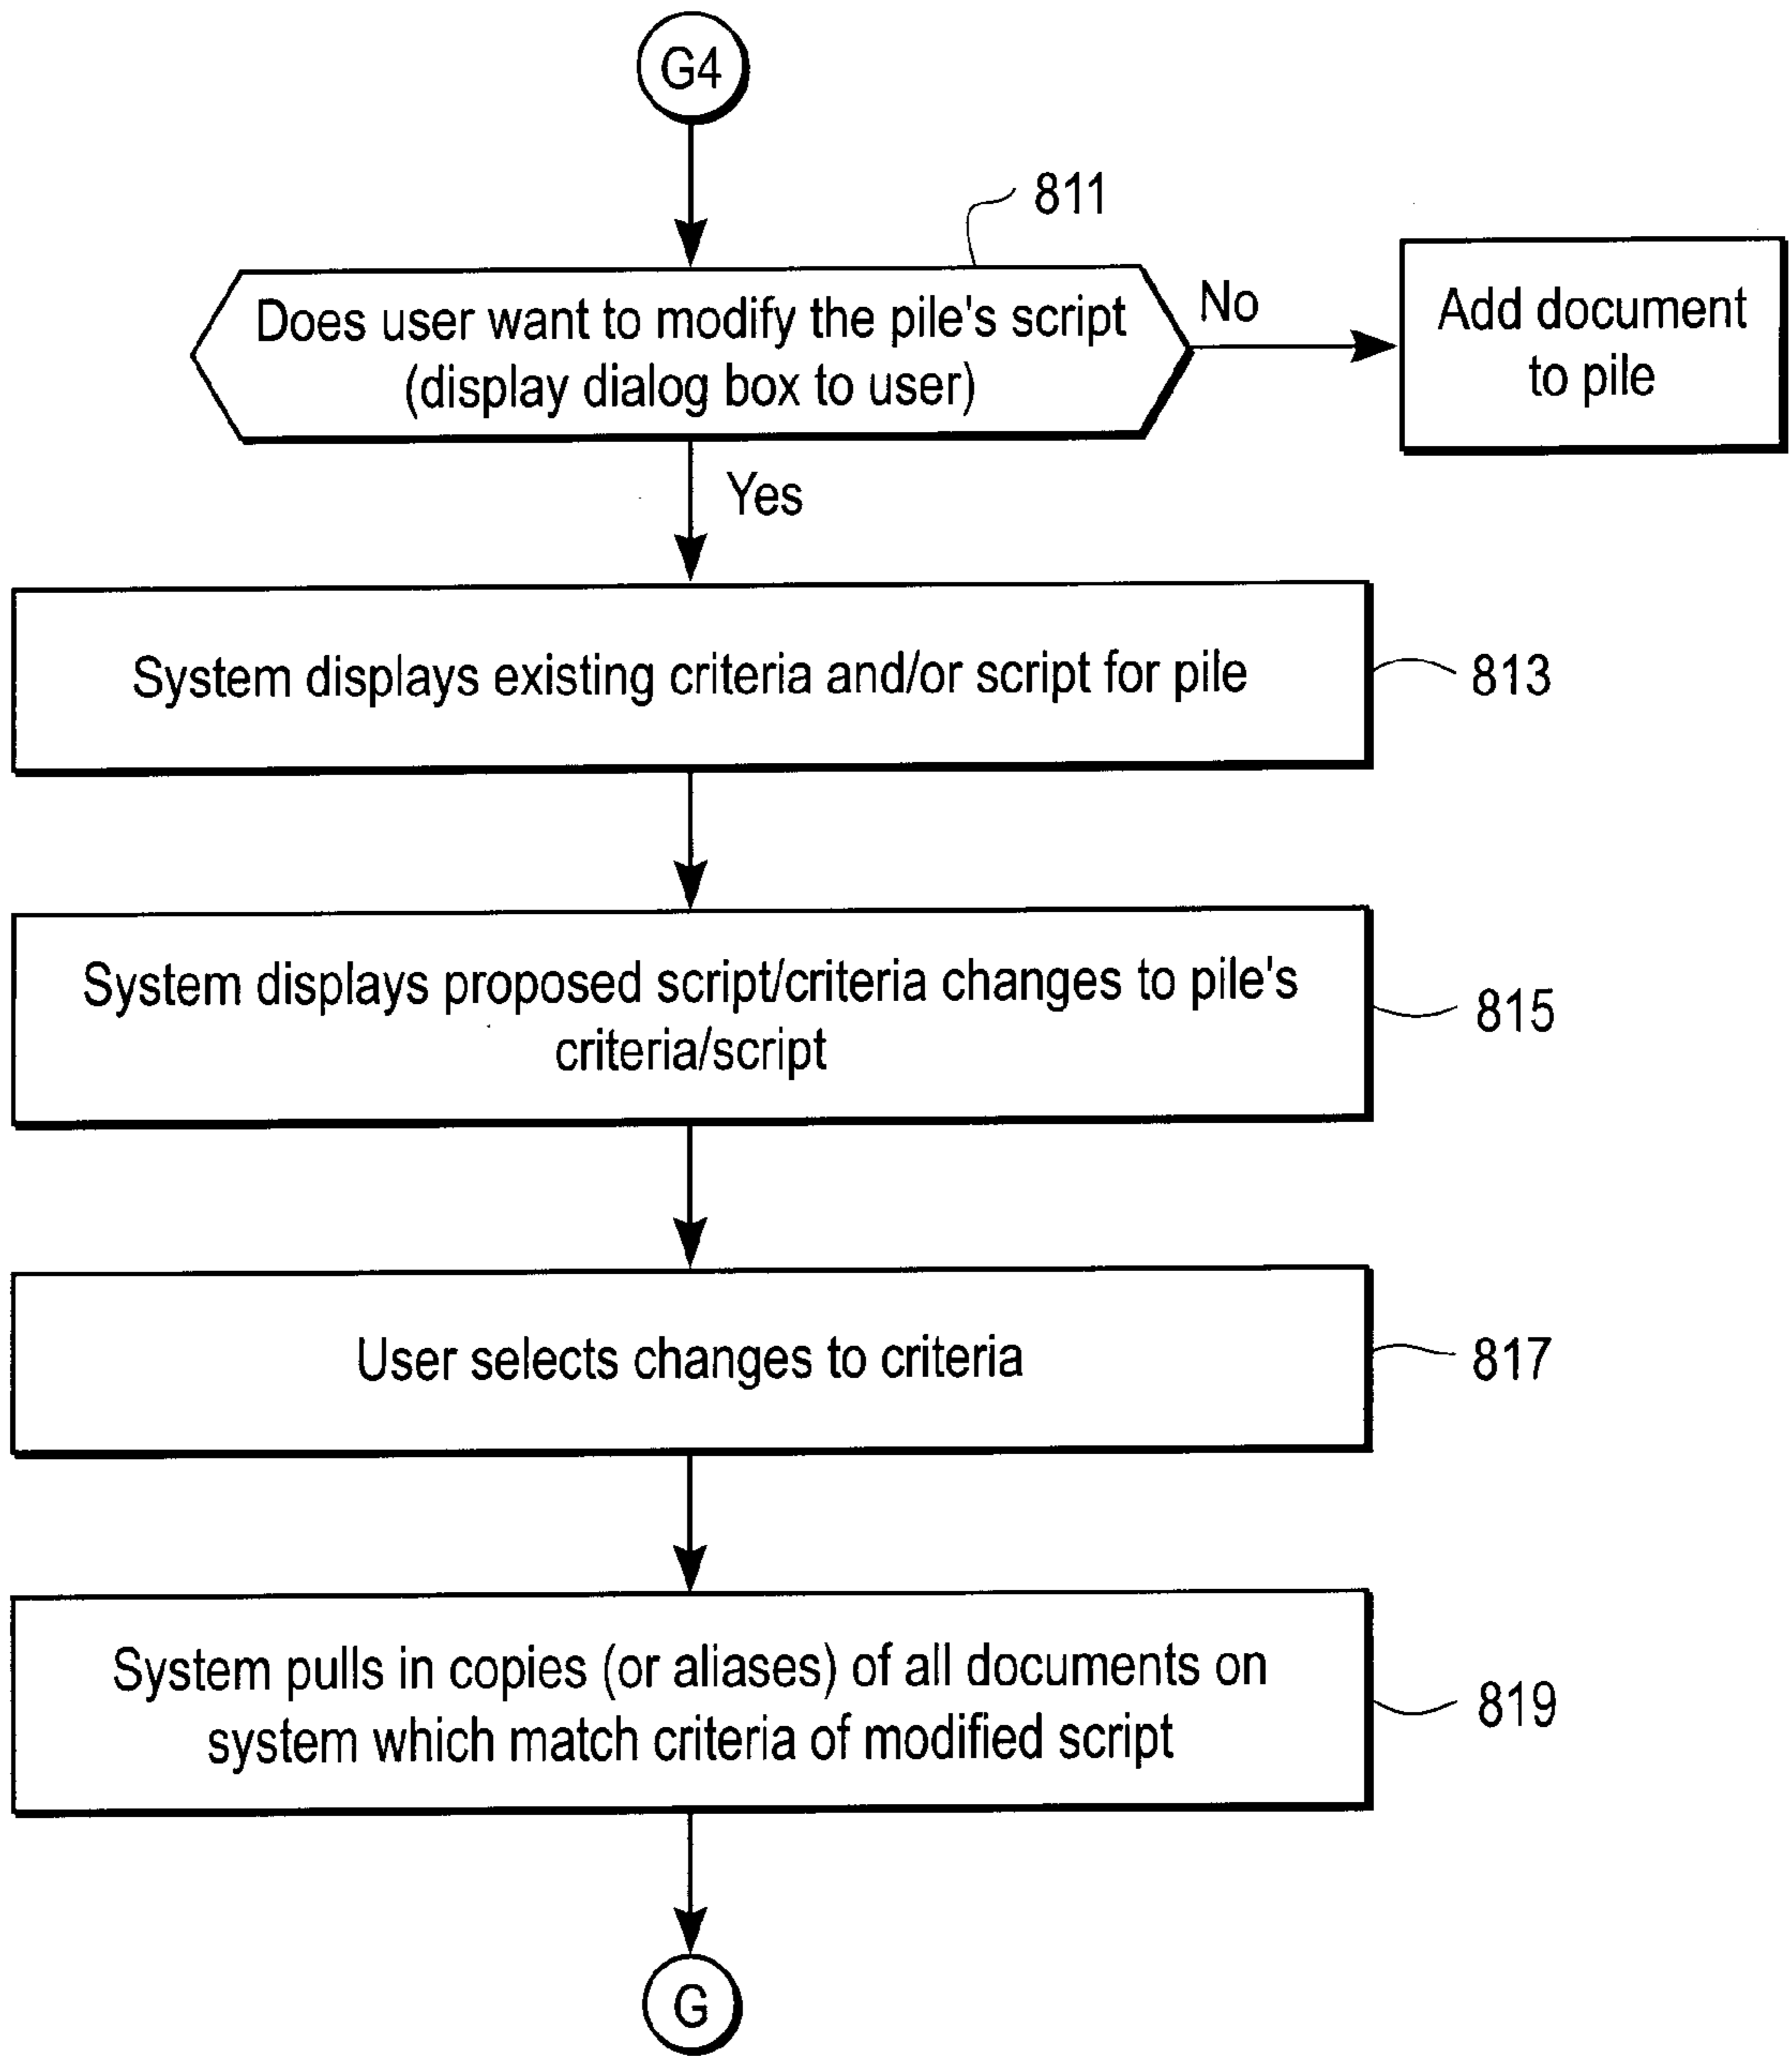 G4
811
Does user want to modify the pile's script
(display dialog box to user)
No
Add document
to pile
Yes
System displays existing criteria and/or script for pile
813
System displays proposed script/criteria changes to pile's
criteria/script
815
User selects changes to criteria
817
System pulls in copies (or aliases) of all documents on
system which match criteria of modified script
819
G